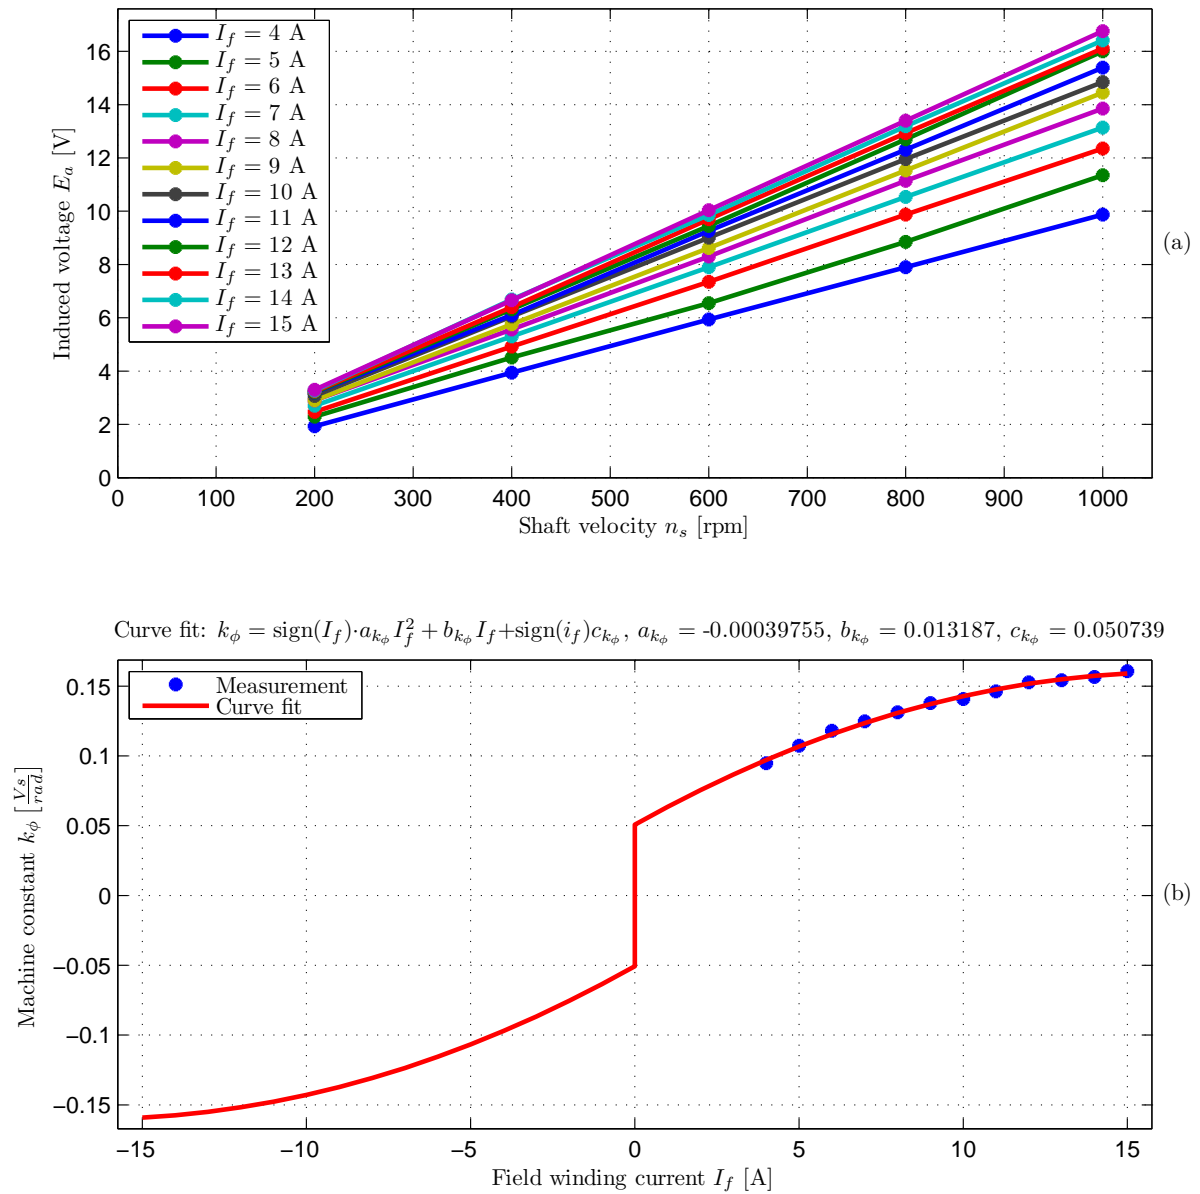 I_f = 4 A
I_f = 5 A
I_f = 6 A
I_f = 7 A
I_f = 8 A
I_f = 9 A
I_f = 10 A
I_f = 11 A
I_f = 12 A
I_f = 13 A
I_f = 14 A
I_f = 15 A
Induced voltage E_a [V]
16
14
12
10
8
6
4
2
0
0 100 200 300 400 500 600 700 800 900 1000
Shaft velocity n_s [rpm]
(a)
Curve fit: k_ϕ = sign(I_f)·a_{k_ϕ} I_f^2 + b_{k_ϕ} I_f+sign(i_f)c_{k_ϕ}, a_{k_ϕ} = -0.00039755, b_{k_ϕ} = 0.013187, c_{k_ϕ} = 0.050739
Measurement
Curve fit
Machine constant k_ϕ [Vs/rad]
0.15
0.1
0.05
0
−0.05
−0.1
−0.15
−15 −10 −5 0 5 10 15
Field winding current I_f [A]
(b)